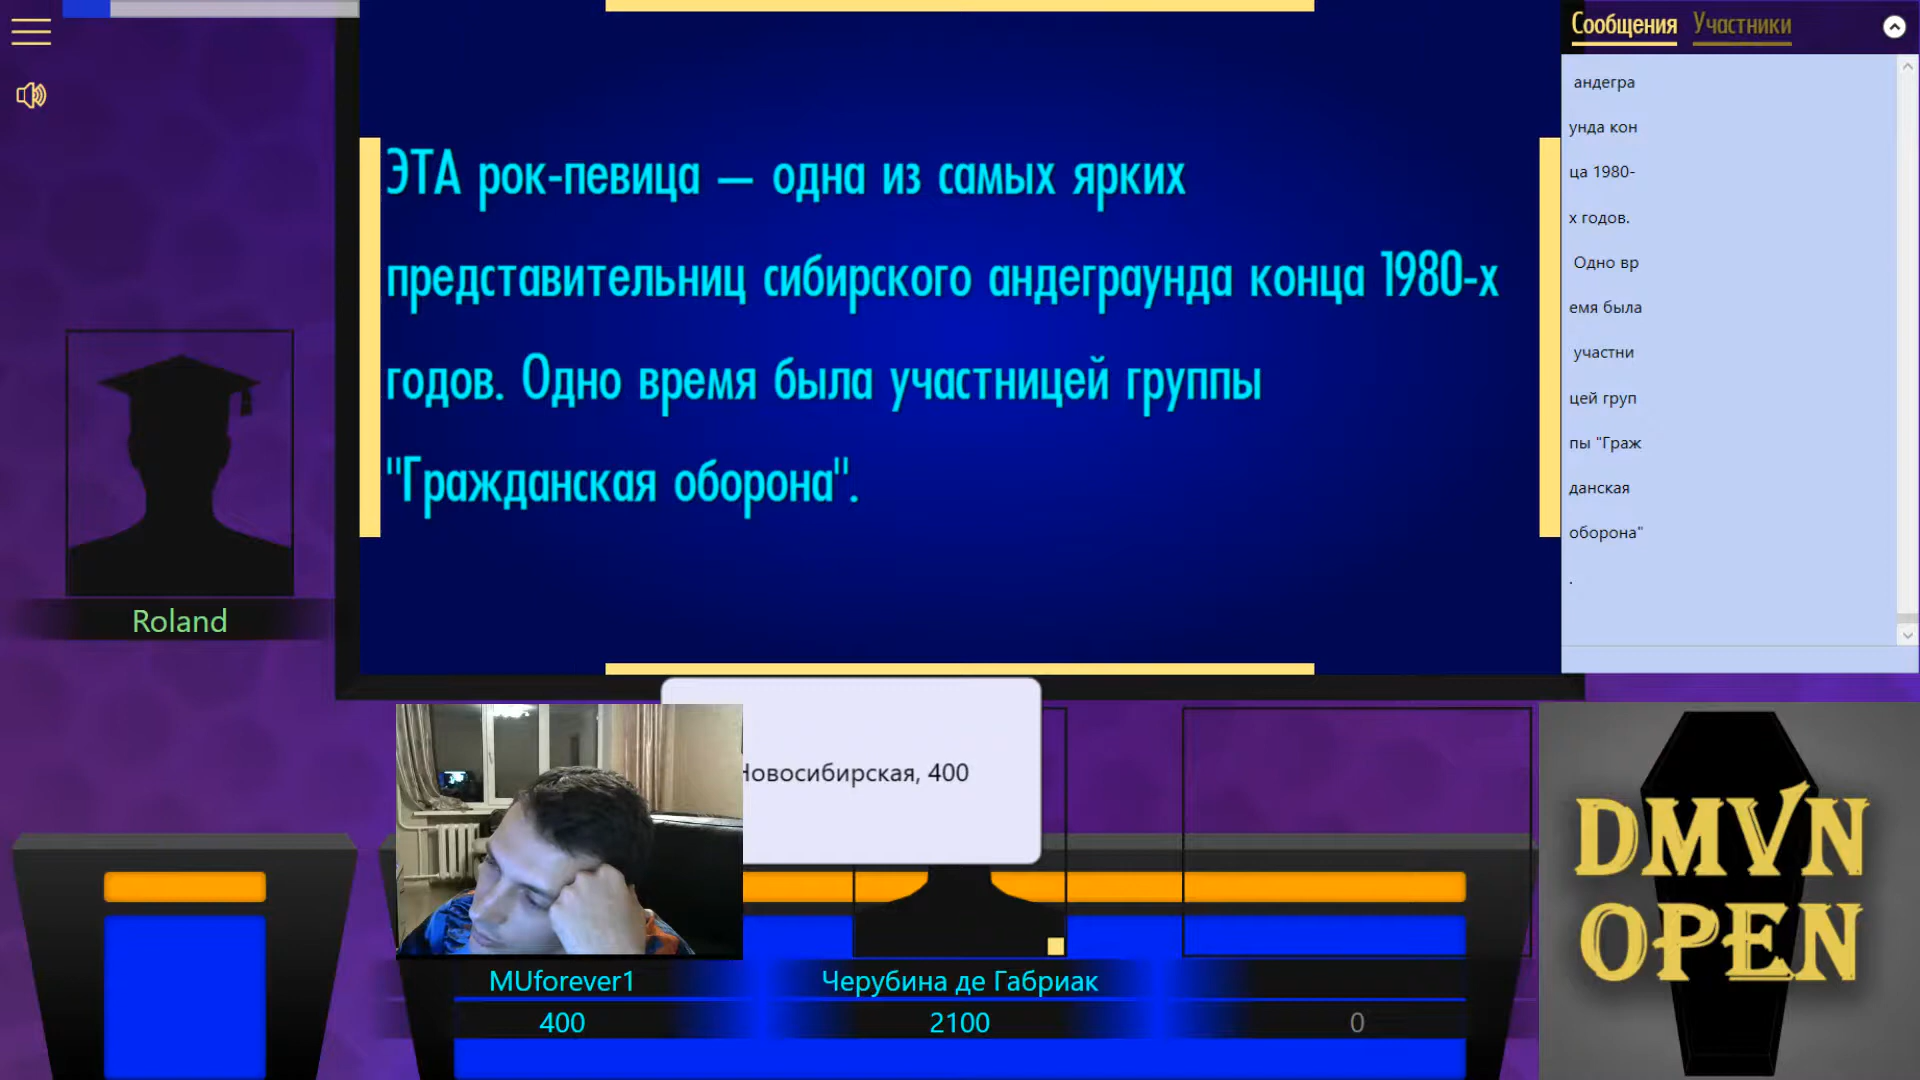 Сообщения Участники
ЭТА рок-певица — одна из самых ярких
представительниц сибирского андеграунда конца 1980-х
годов. Одно время была участницей группы
"Гражданская оборона".
андегра
унда кон
ца 1980-
х годов.
Одно вр
емя была
участни
цей груп
пы "Граж
данская
оборона"
.
Roland
Новосибирская, 400
MUforever1
400
Черубина де Габриак
2100
0
DMVN
OPEN